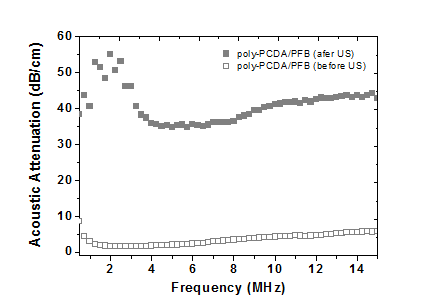 60
poly-PCDA/PFB (afer US)
poly-PCDA/PFB (before US)
50
40
30
20
10
0
Acoustic Attenuation (dB/cm)
2 4 6 8 10 12 14
Frequency (MHz)